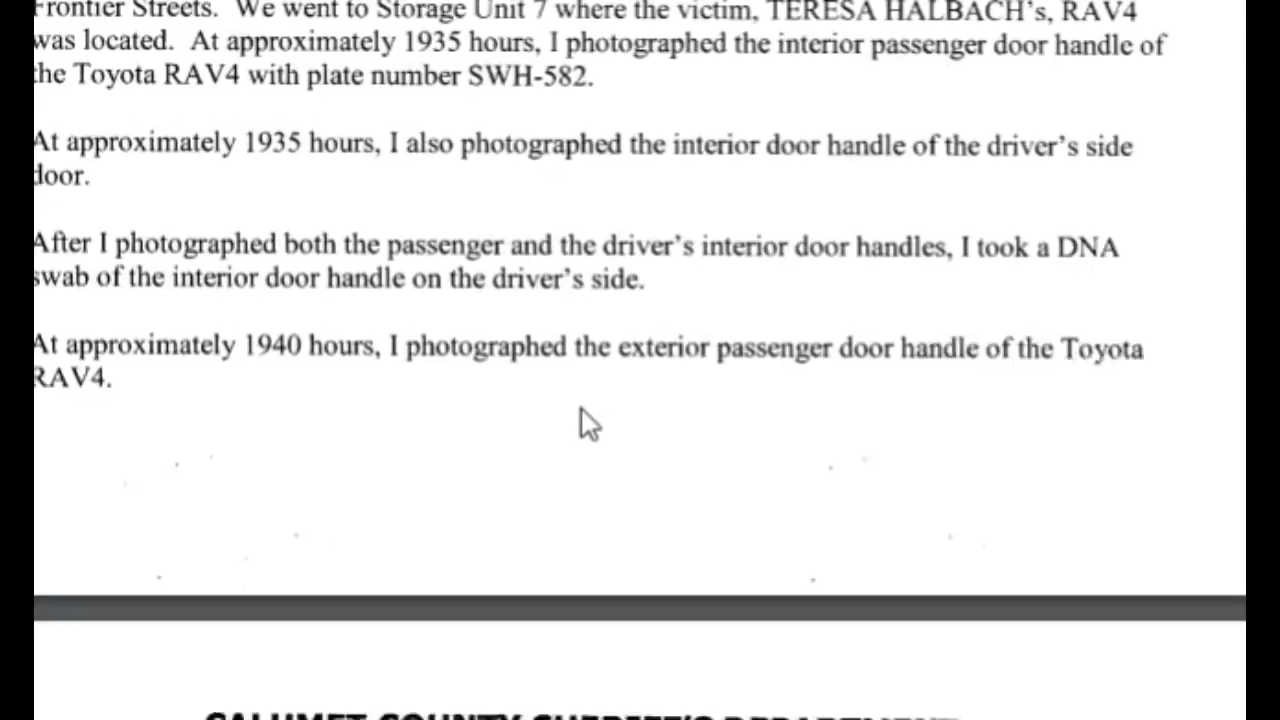 Frontier Streets. We went to Storage Unit 7 where the victim, TERESA HALBACH's, RAV4
was located. At approximately 1935 hours, I photographed the interior passenger door handle of
the Toyota RAV4 with plate number SWH-582.
At approximately 1935 hours, I also photographed the interior door handle of the driver's side
door.
After I photographed both the passenger and the driver's interior door handles, I took a DNA
swab of the interior door handle on the driver's side.
At approximately 1940 hours, I photographed the exterior passenger door handle of the Toyota
RAV4.
CALUMET COUNTY SHERIFF'S DEPARTMENT